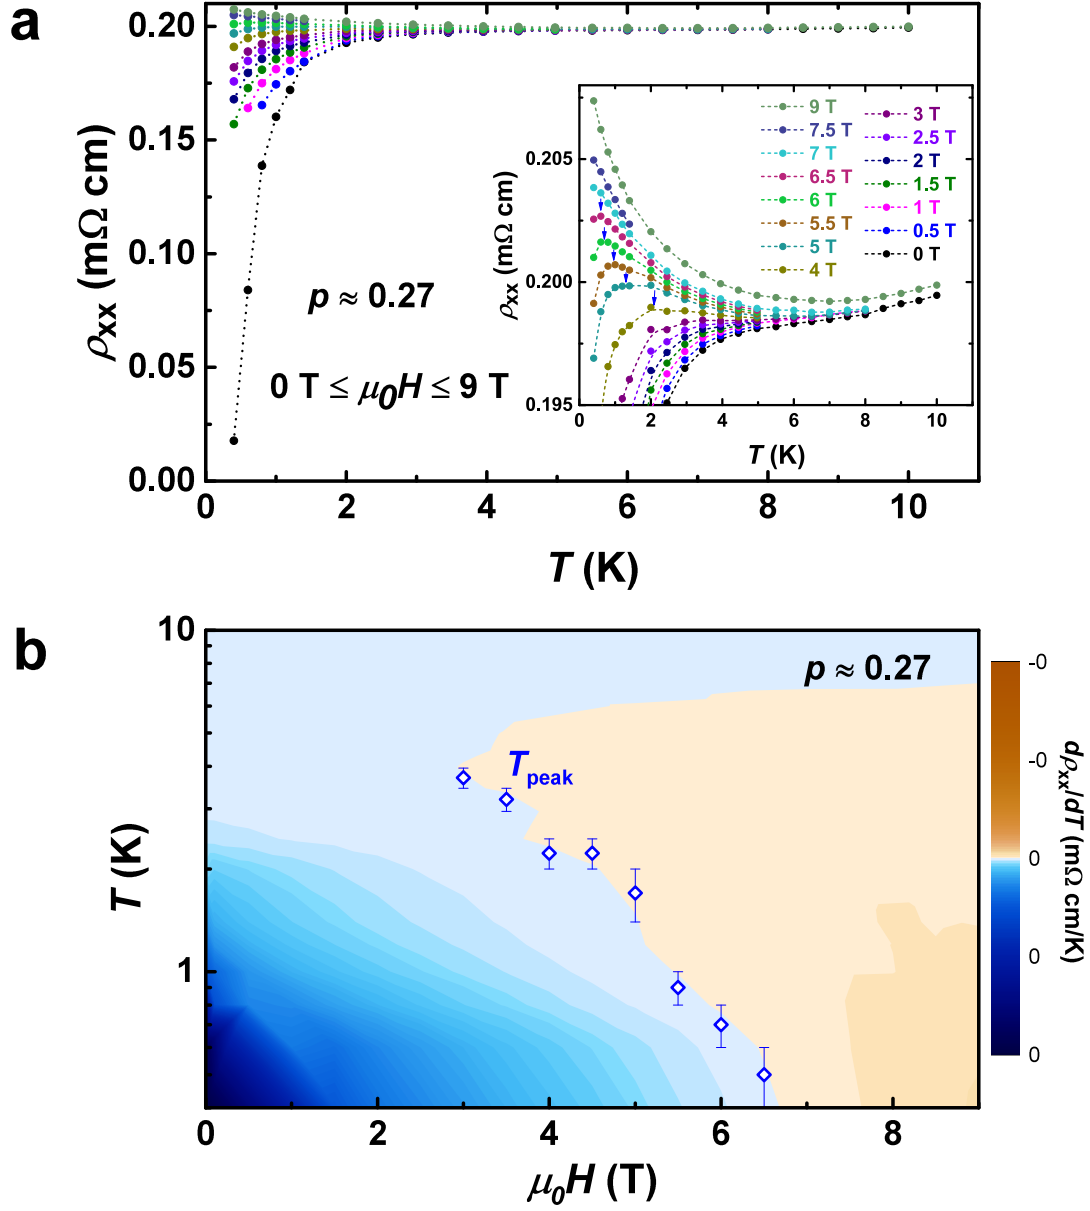 a
0.20
0.15
0.10
0.05
0.00
ρxx (mΩ cm)
p ≈ 0.27
0 T ≤ μ0H ≤ 9 T
0 2 4 6 8 10
T (K)
0.205
0.200
0.195
ρxx (mΩ cm)
9 T
7.5 T
7 T
6.5 T
6 T
5.5 T
5 T
4 T
3 T
2.5 T
2 T
1.5 T
1 T
0.5 T
0 T
0 2 4 6 8 10
T (K)
b
10
1
T (K)
p ≈ 0.27
Tpeak
0 2 4 6 8
μ0H (T)
-0
-0
0
0
0
dρxx/dT (mΩ cm/K)